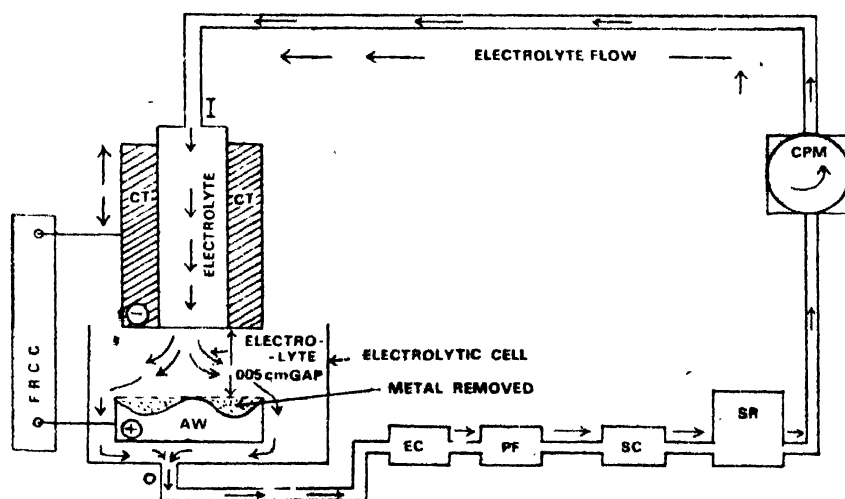 ELECTROLYTE FLOW
I
CPM
CT
ELECTROLYTE
CT
−
FRCC
ELECTRO-
-LYTE
005cmGAP
ELECTROLYTIC CELL
METAL REMOVED
AW
+
O
EC
PF
SC
SR